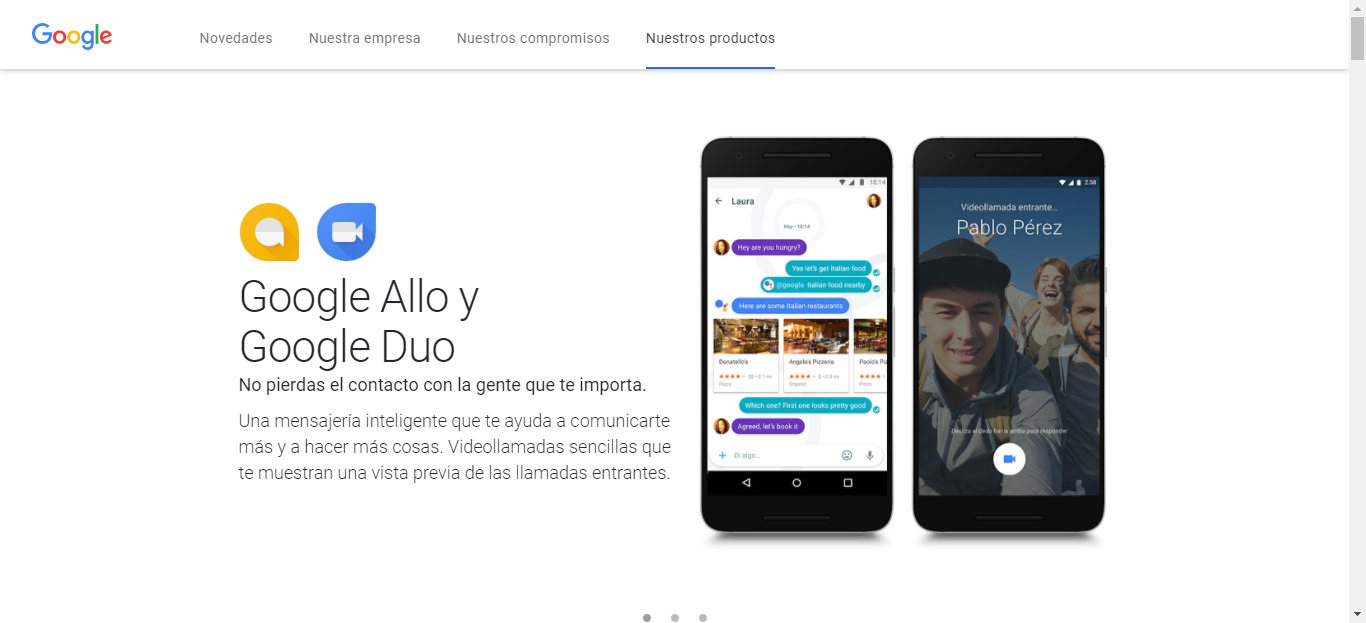 Google
Novedades
Nuestra empresa
Nuestros compromisos
Nuestros productos
Google Allo y
Google Duo
No pierdas el contacto con la gente que te importa.
Una mensajería inteligente que te ayuda a comunicarte
más y a hacer más cosas. Videollamadas sencillas que
te muestran una vista previa de las llamadas entrantes.
18:14
Laura
Hoy • 18:14
Hey are you hungry?
Yes let's get Italian food
@google Italian food nearby
Here are some Italian restaurants
Donatello's
Angelo's Pizzeria
Pizza
Organic
Pizza
Which one? First one looks pretty good
Agreed, let's book it
Di algo...
2:58
Videollamada entrante...
Pablo Pérez
Desliza el dedo hacia arriba para responder